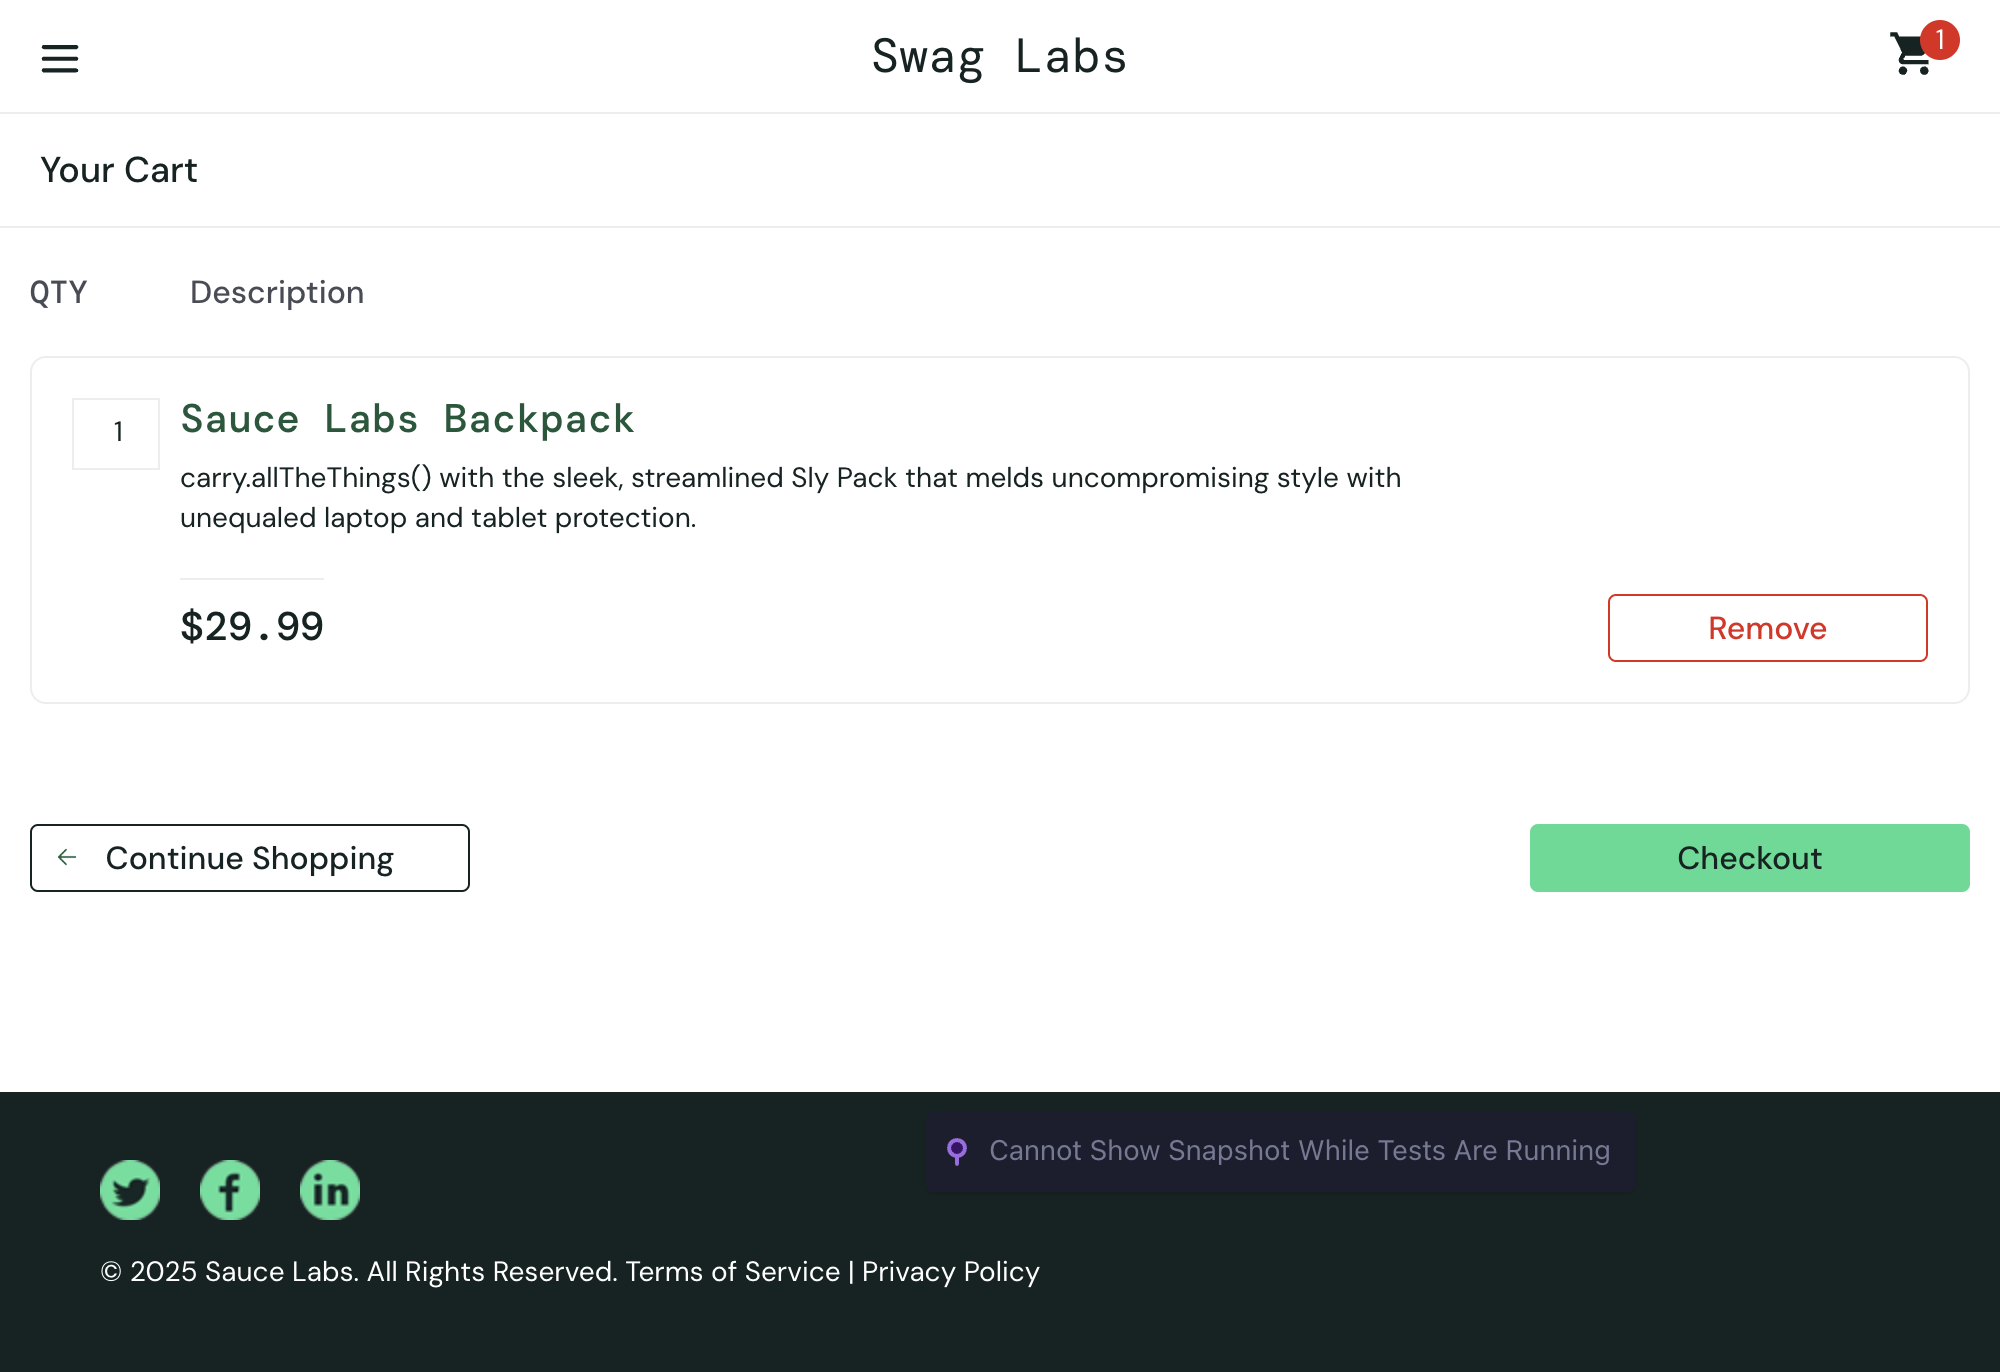 Swag Labs
1
Your Cart
QTY
Description
1
Sauce Labs Backpack
carry.allTheThings() with the sleek, streamlined Sly Pack that melds uncompromising style with
unequaled laptop and tablet protection.
$29.99
Remove
Continue Shopping
Checkout
Cannot Show Snapshot While Tests Are Running
© 2025 Sauce Labs. All Rights Reserved. Terms of Service | Privacy Policy